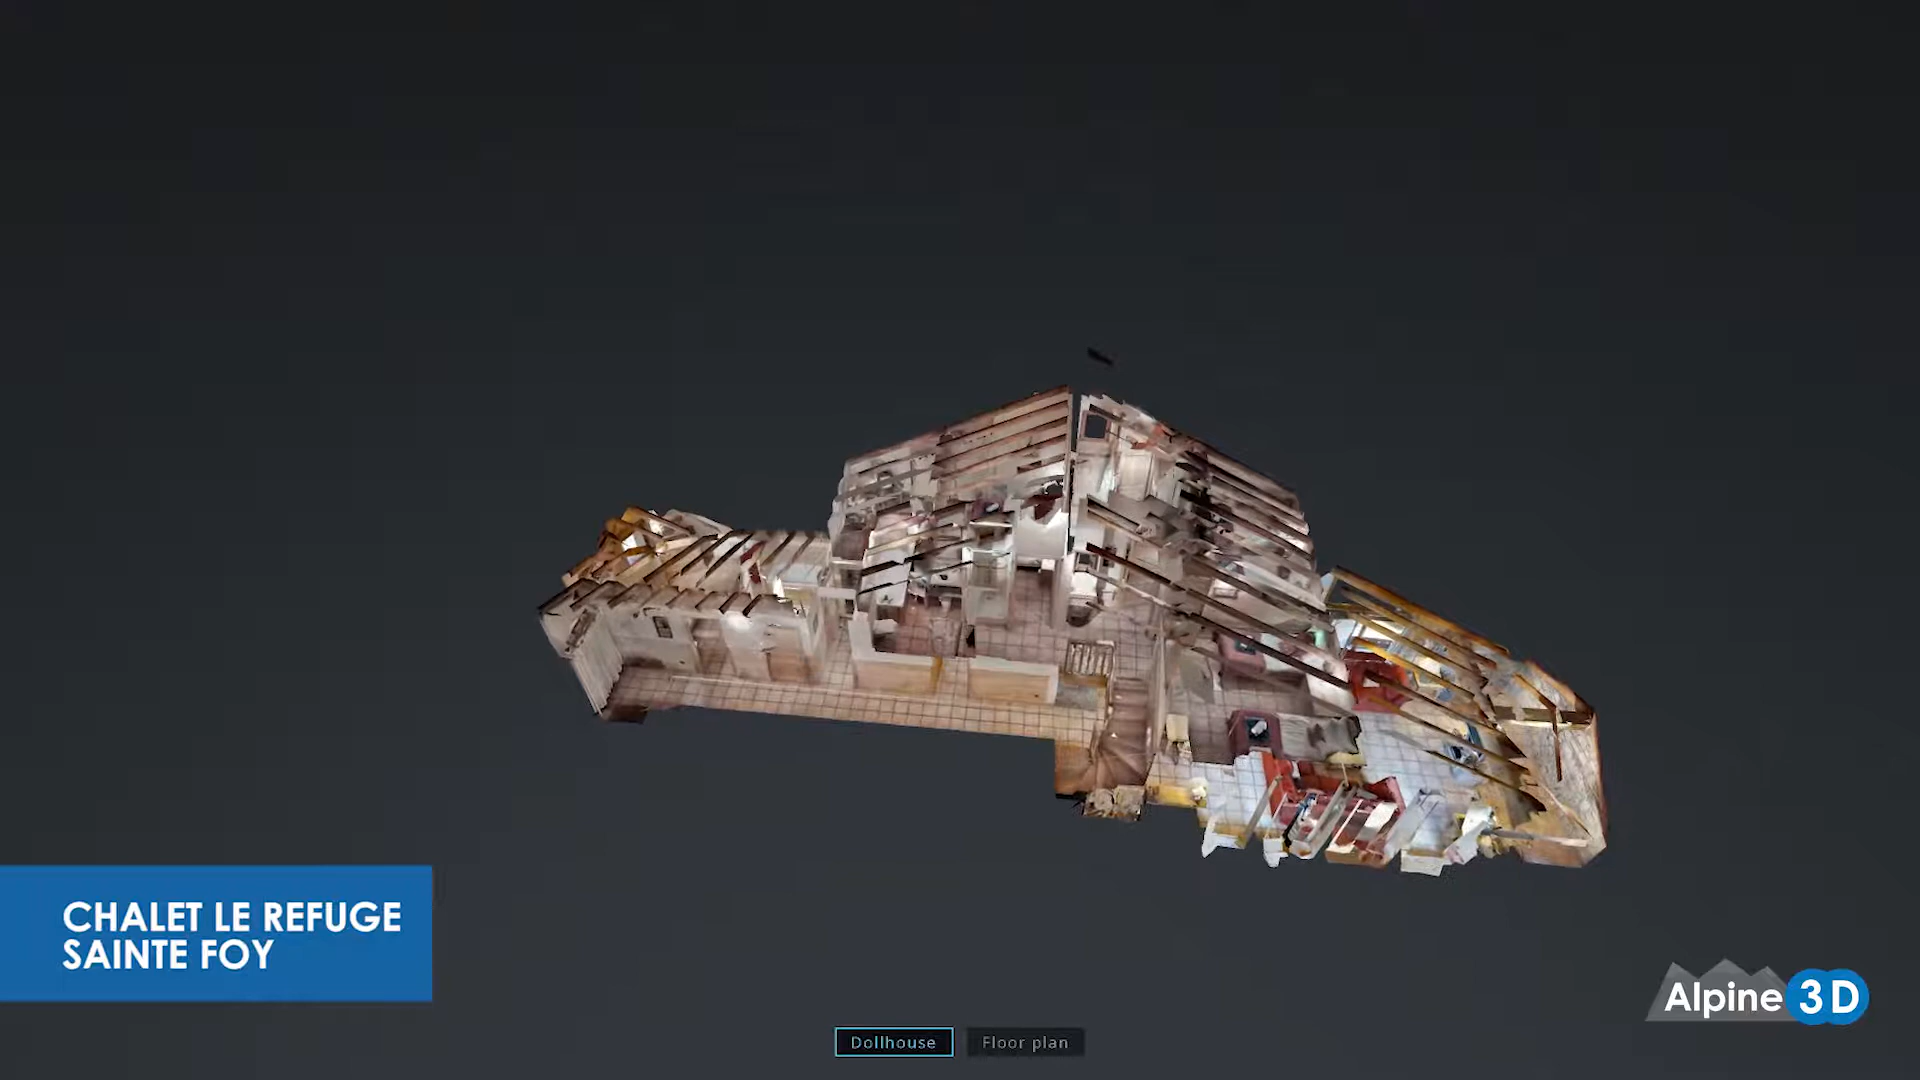 CHALET LE REFUGE
SAINTE FOY
Alpine 3D
Dollhouse
Floor plan